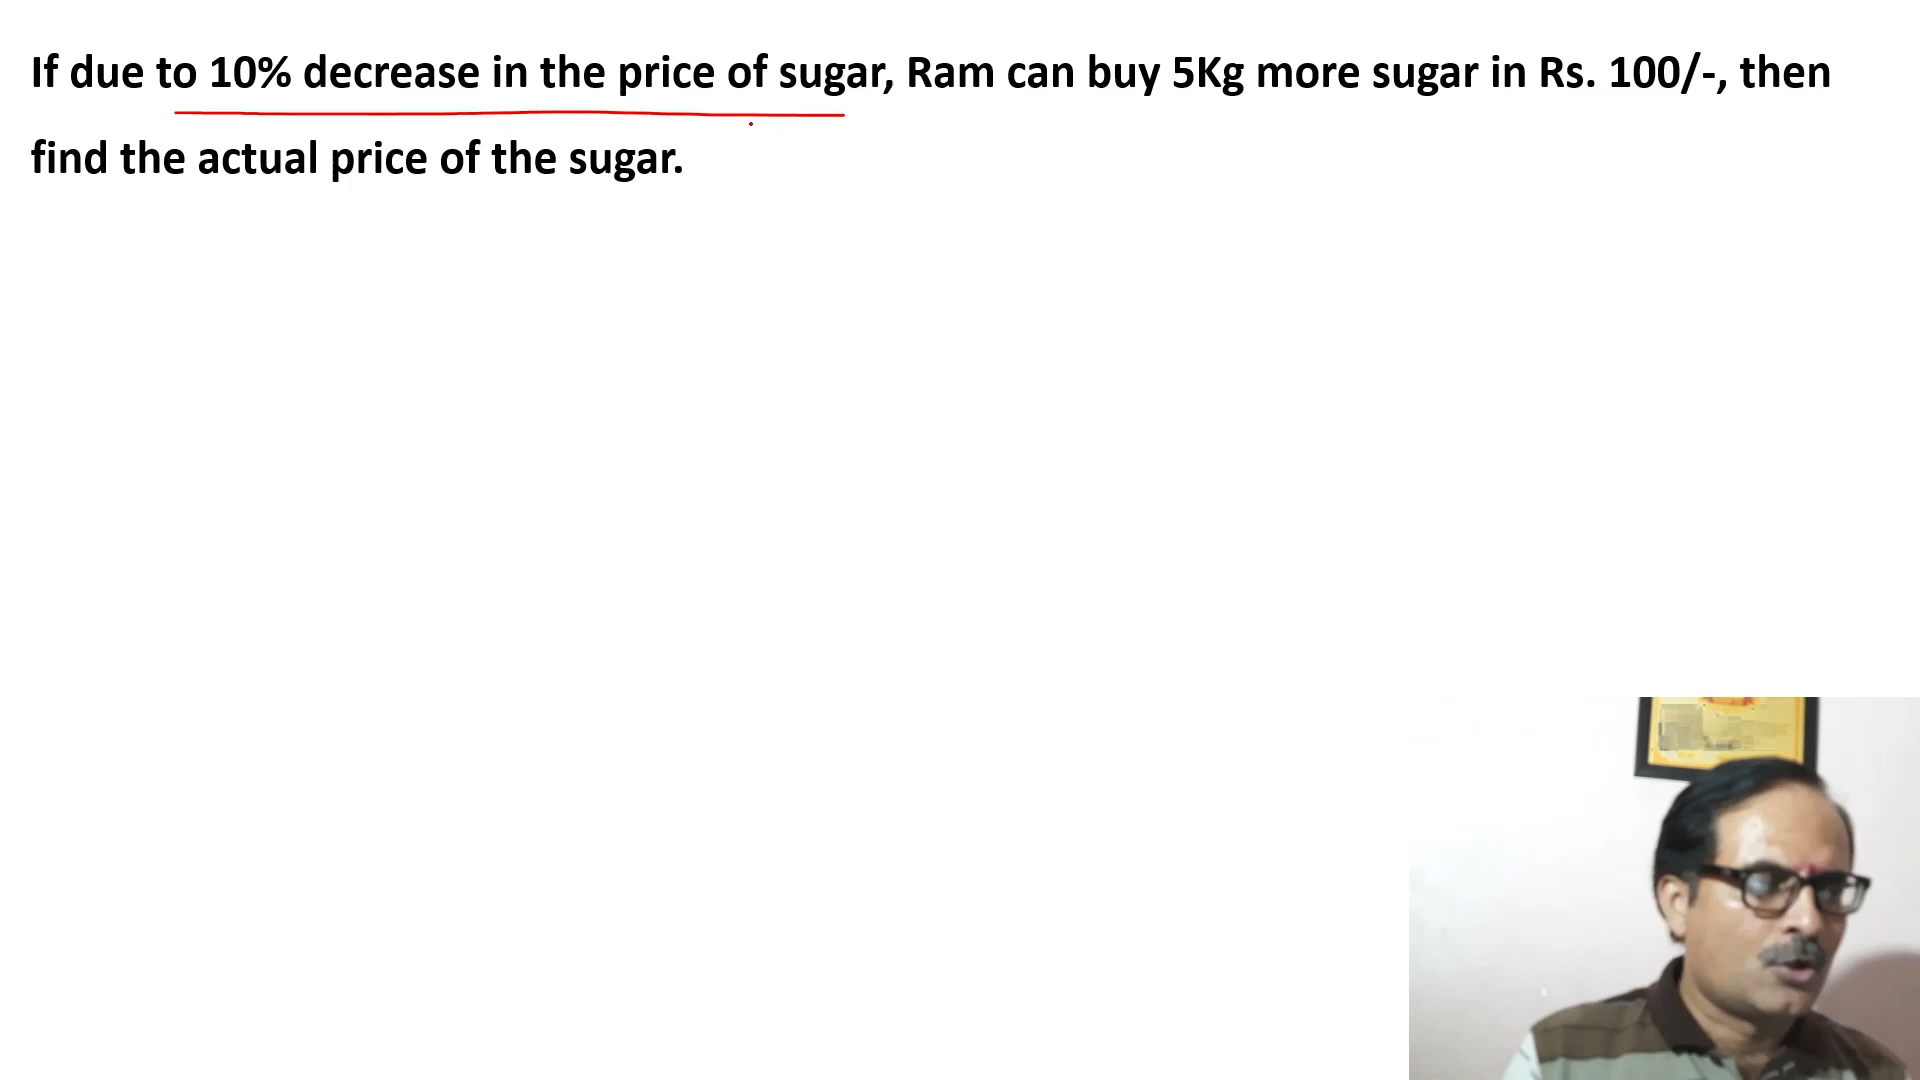 If due to 10% decrease in the price of sugar, Ram can buy 5Kg more sugar in Rs. 100/-, then
find the actual price of the sugar.